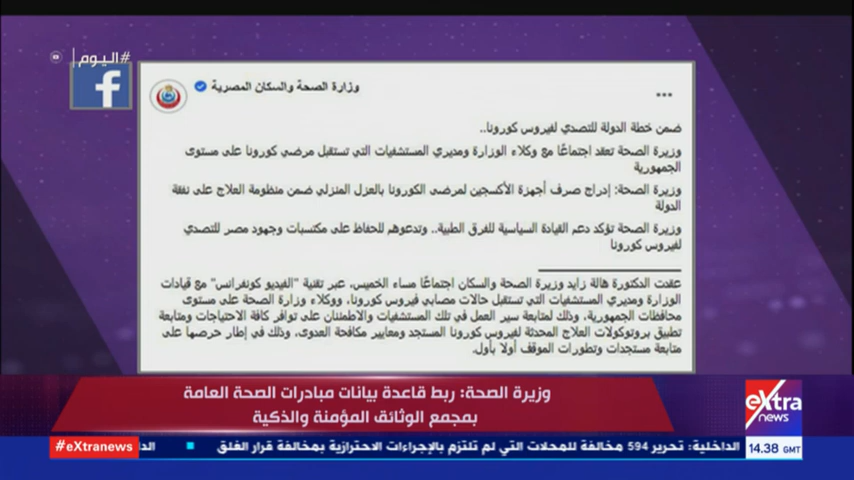 #اليوم
وزارة الصحة والسكان المصرية
ضمن خطة الدولة للتصدي لفيروس كورونا..
وزيرة الصحة تعقد اجتماعًا مع وكلاء الوزارة ومديري المستشفيات التي تستقبل مرضي كورونا على مستوى
الجمهورية
وزيرة الصحة: إدراج صرف أجهزة الأكسجين لمرضى الكورونا بالعزل المنزلي ضمن منظومة العلاج على نفقة
الدولة
وزيرة الصحة تؤكد دعم القيادة السياسية للفرق الطبية.. وتدعوهم للحفاظ على مكتسبات وجهود مصر للتصدي
لفيروس كورونا
عقدت الدكتورة هالة زايد وزيرة الصحة والسكان اجتماعًا مساء الخميس، عبر تقنية "الفيديو كونفرانس" مع قيادات
الوزارة ومديري المستشفيات التي تستقبل حالات مصابي فيروس كورونا، ووكلاء وزارة الصحة على مستوى
محافظات الجمهورية، وذلك لمتابعة سير العمل في تلك المستشفيات والاطمئنان على توافر كافة الاحتياجات ومتابعة
تطبيق بروتوكولات العلاج المحدثة لفيروس كورونا المستجد ومعايير مكافحة العدوى، وذلك في إطار حرصها على
متابعة مستجدات وتطورات الموقف أولا بأول.
وزيرة الصحة: ربط قاعدة بيانات مبادرات الصحة العامة
بمجمع الوثائق المؤمنة والذكية
eXtra
news
14.38 GMT
الداخلية: تحرير 594 مخالفة للمحلات التي لم تلتزم بالإجراءات الاحترازية بمخالفة قرار الغلق
#eXtranews